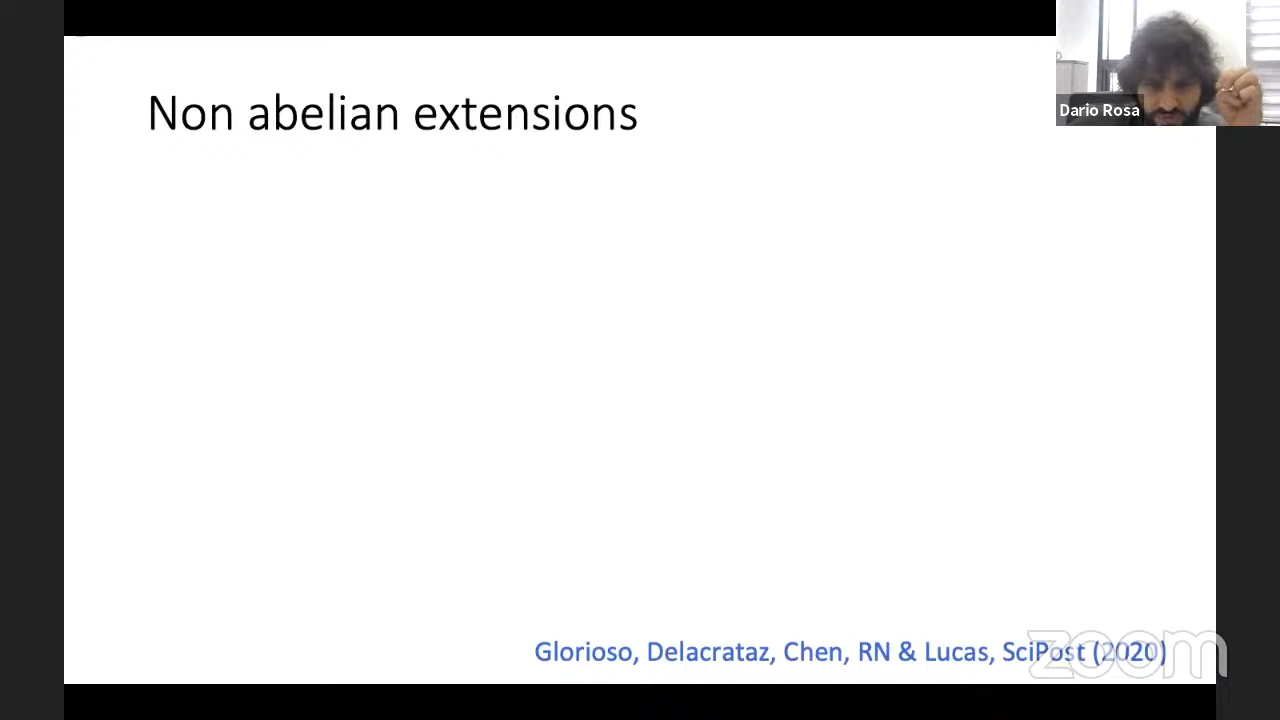 Non abelian extensions
Dario Rosa
Glorioso, Delacrataz, Chen, RN & Lucas, SciPost (2020)
zoom